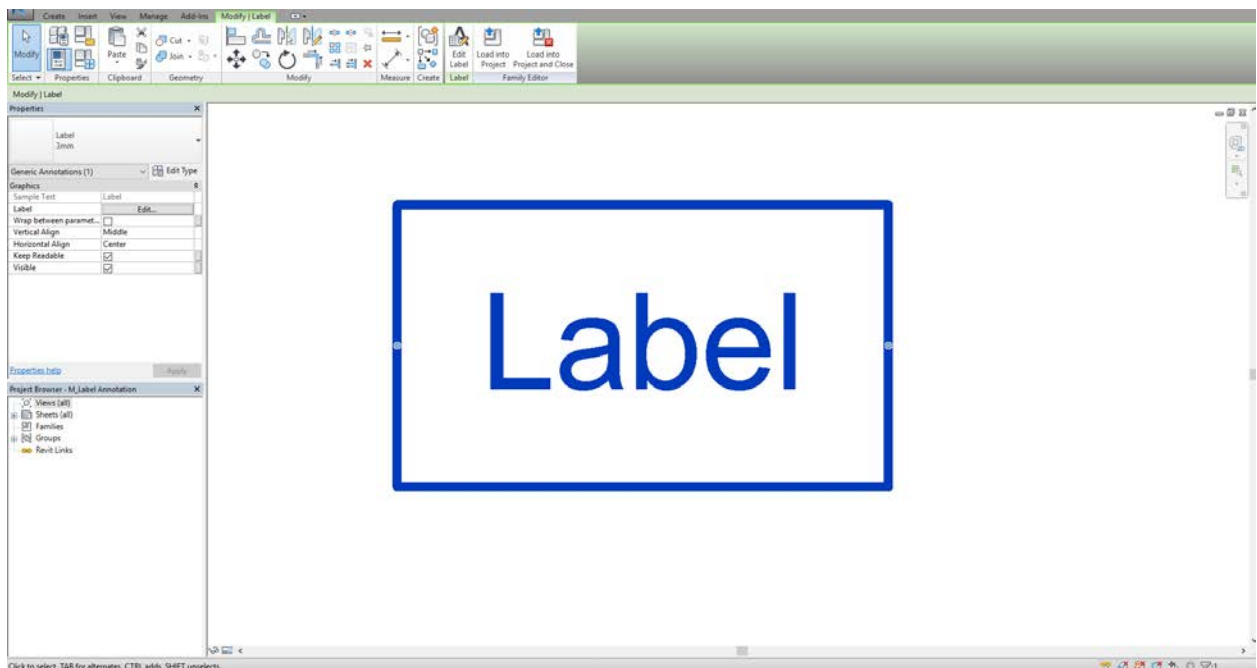 Create Insert View Manage Add-Ins Modify | Label
Modify
Paste
Cut
Join
Edit Label
Load into Project
Load into Project and Close
Select Properties Clipboard Geometry Modify Measure Create Label Family Editor
Modify | Label
Properties
Label
3mm
Generic Annotations (1) Edit Type
Graphics
Sample Text Label
Label Edit...
Wrap between paramet...
Vertical Align Middle
Horizontal Align Center
Keep Readable
Visible
Properties help Apply
Project Browser - M_Label Annotation
Views (all)
Sheets (all)
Families
Groups
Revit Links
Label
Click to select, TAB for alternates, CTRL adds, SHIFT unselects.